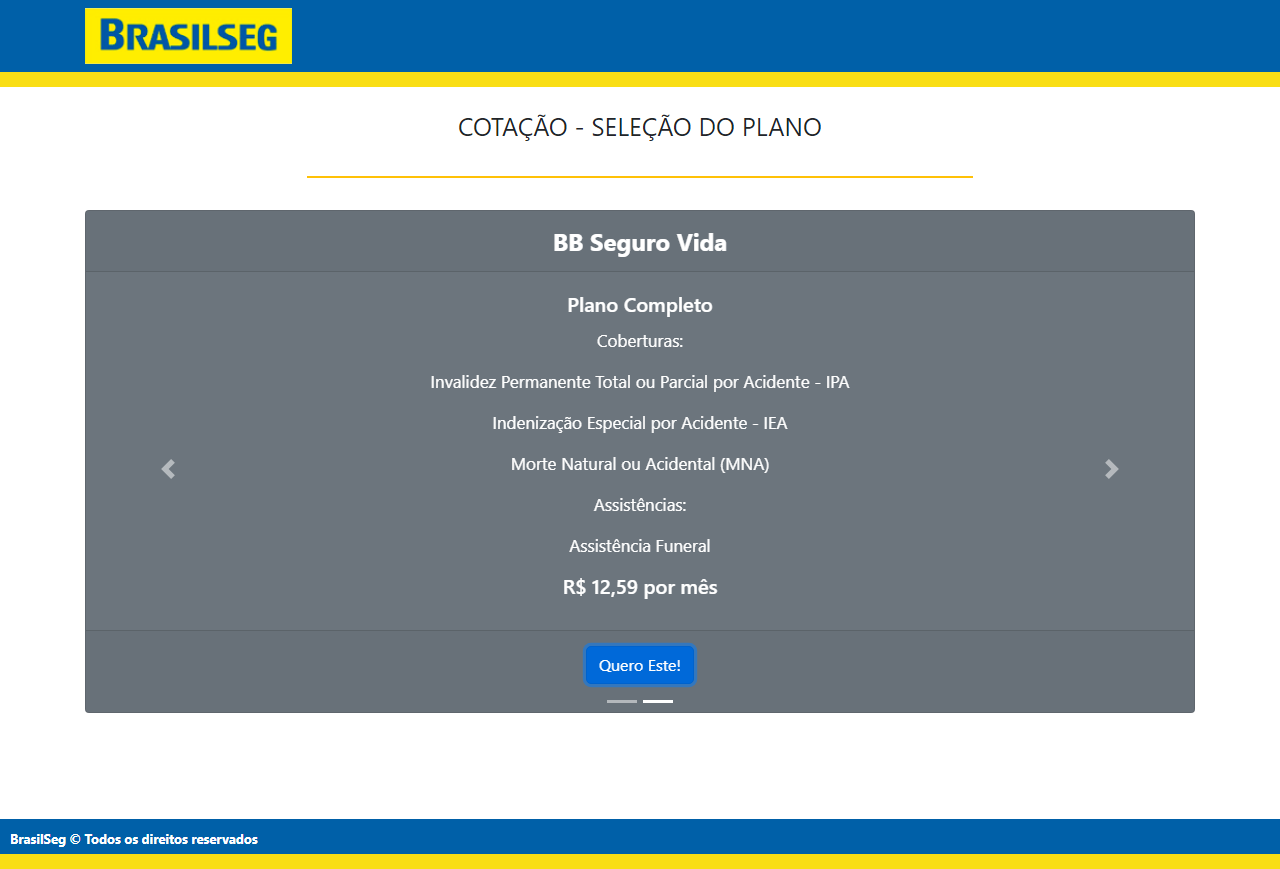 BRASILSEG
COTAÇÃO - SELEÇÃO DO PLANO
BB Seguro Vida
Plano Completo
Coberturas:
Invalidez Permanente Total ou Parcial por Acidente - IPA
Indenização Especial por Acidente - IEA
Morte Natural ou Acidental (MNA)
Assistências:
Assistência Funeral
R$ 12,59 por mês
Quero Este!
BrasilSeg © Todos os direitos reservados